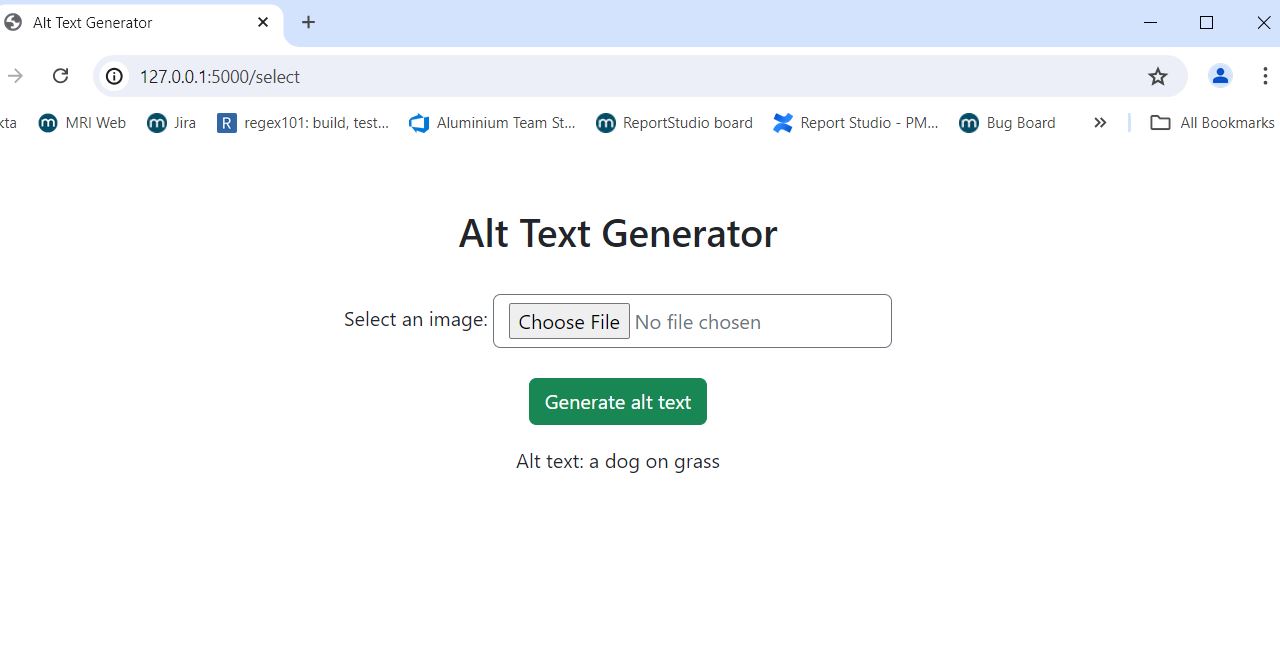 Alt Text Generator
127.0.0.1:5000/select
kta MRI Web Jira R regex101: build, test... Aluminium Team St... ReportStudio board Report Studio - PM... Bug Board » All Bookmarks
Alt Text Generator
Select an image: Choose File No file chosen
Generate alt text
Alt text: a dog on grass